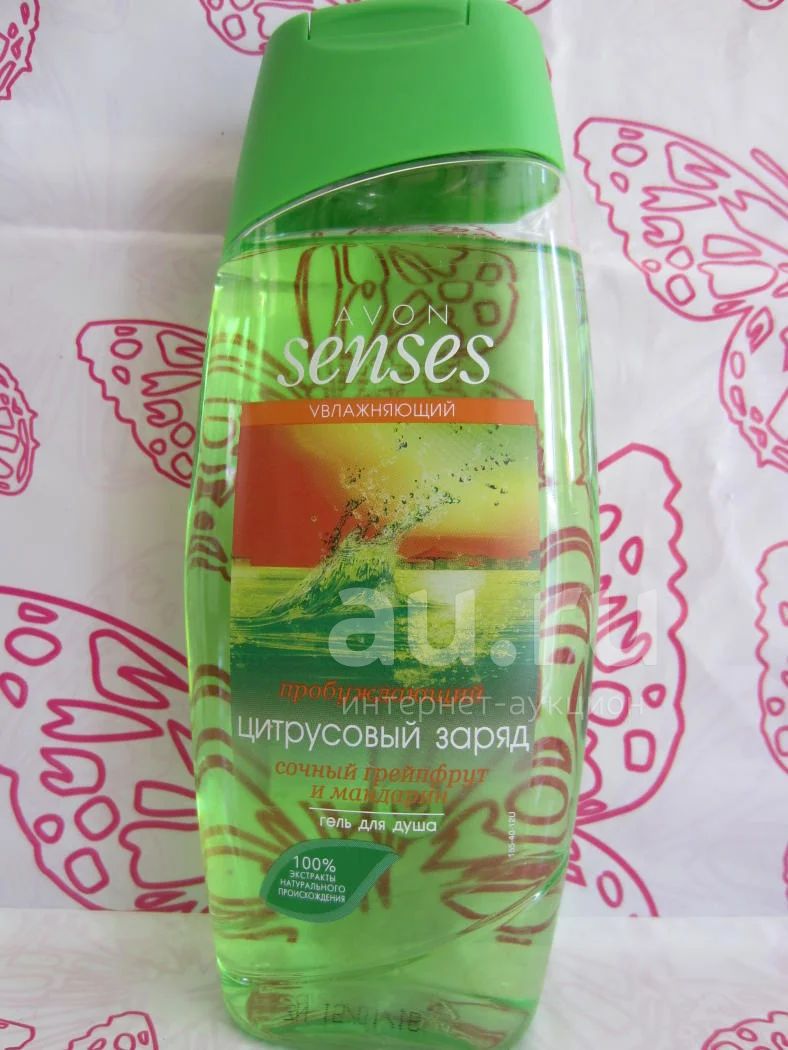 AVON
senses
УВЛАЖНЯЮЩИЙ
au.ru
пробуждающий
интернет-аукцион
цитрусовый заряд
сочный грейпфрут
и мандарин
гель для душа
100%
ЭКСТРАКТЫ
НАТУРАЛЬНОГО
ПРОИСХОЖДЕНИЯ